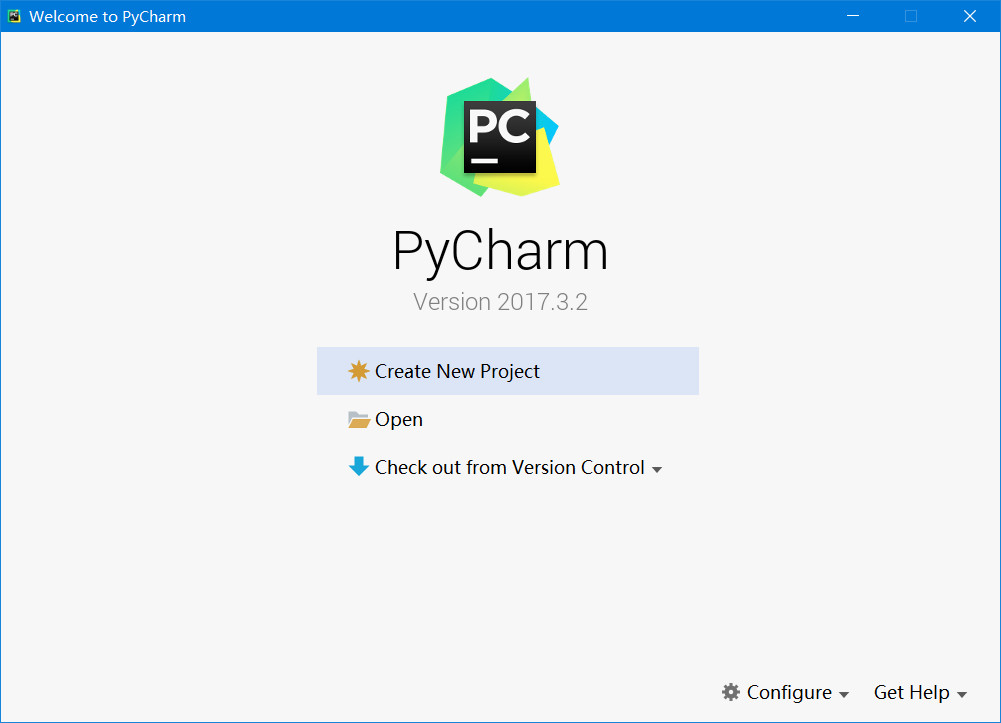 Welcome to PyCharm
PC
PyCharm
Version 2017.3.2
Create New Project
Open
Check out from Version Control
Configure
Get Help